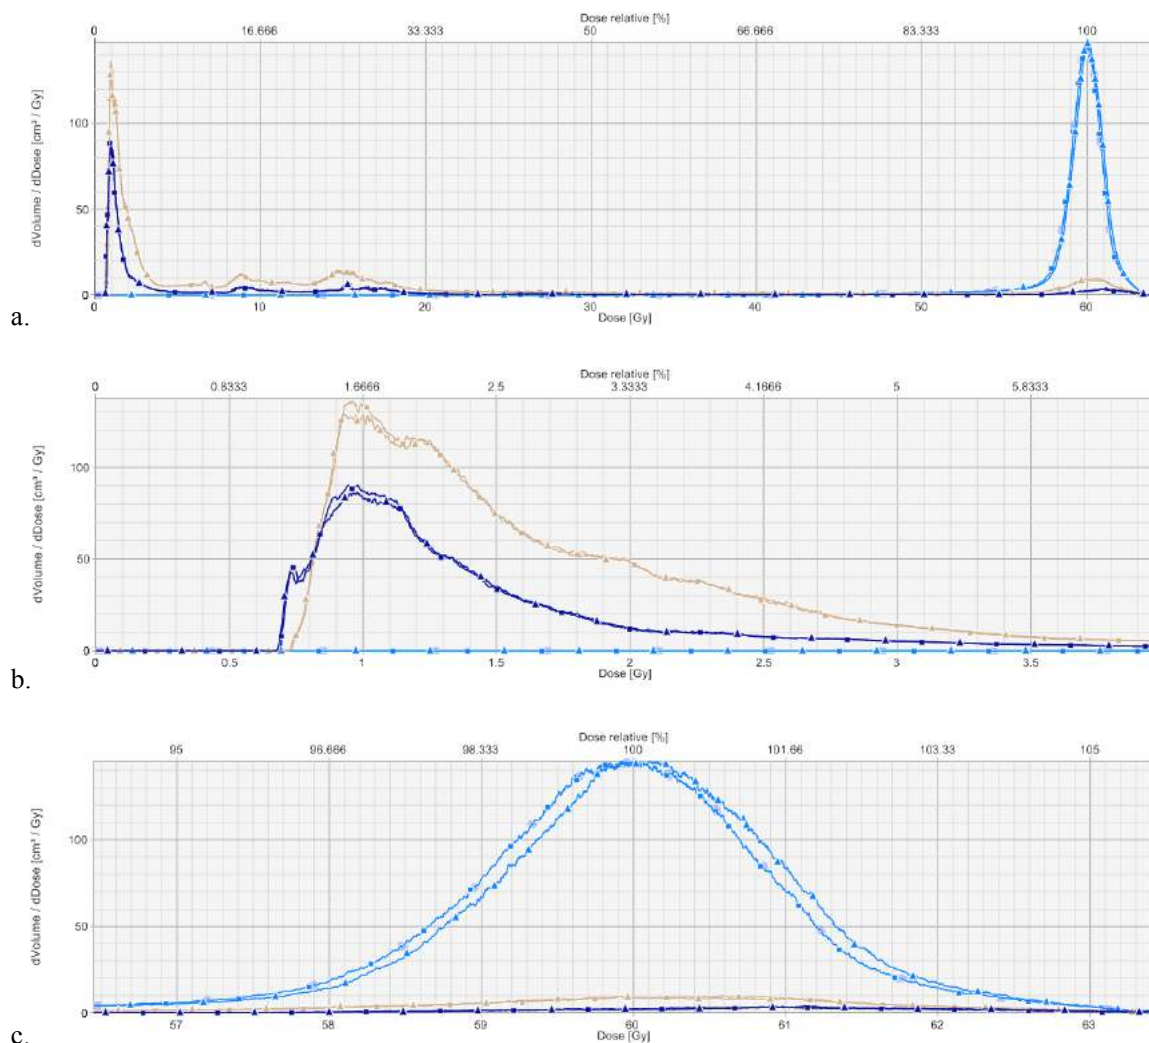 Dose relative [%]
0 16.666 33.333 50 66.666 83.333 100
dVolume / dDose [cm³ / Gy]
100
50
0
0 10 20 30 40 50 60
Dose [Gy]
a.
Dose relative [%]
0 0.8333 1.6666 2.5 3.3333 4.1666 5 5.8333
dVolume / dDose [cm³ / Gy]
100
50
0
0 0.5 1 1.5 2 2.5 3 3.5
Dose [Gy]
b.
Dose relative [%]
95 96.666 98.333 100 101.66 103.33 105
dVolume / dDose [cm³ / Gy]
100
50
0
57 58 59 60 61 62 63
Dose [Gy]
c.